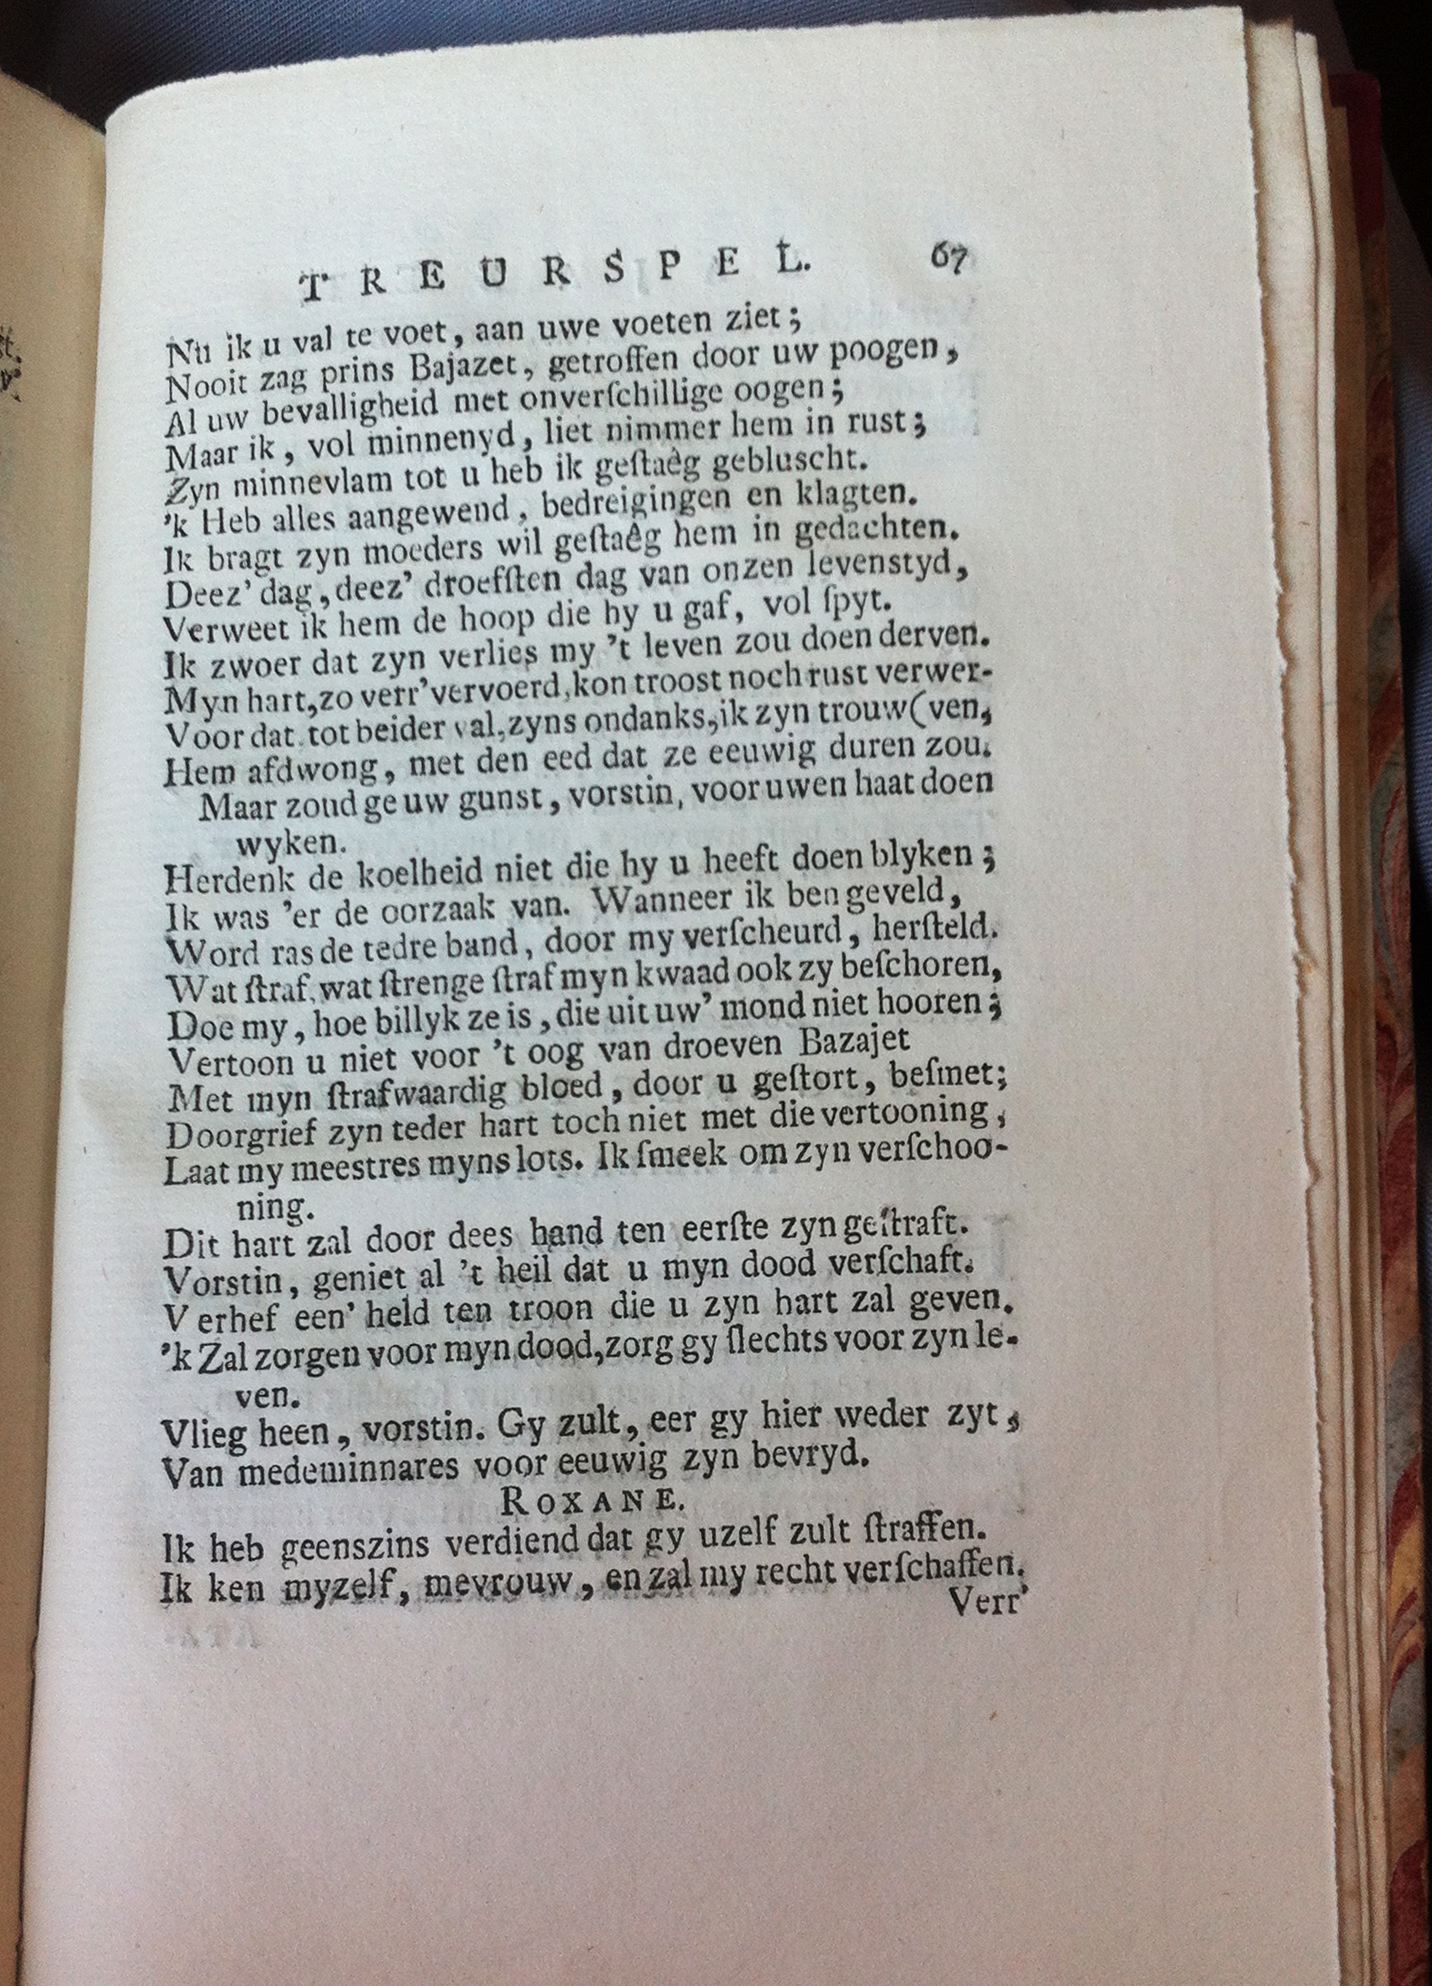 TREURSPEL. 67
Nu ik u val te voet, aan uwe voeten ziet;
Nooit zag prins Bajazet, getroffen door uw poogen,
Al uw bevalligheid met onverſchillige oogen;
Maar ik, vol minnenyd, liet nimmer hem in rust;
Zyn minnevlam tot u heb ik geſtaêg gebluscht.
'k Heb alles aangewend, bedreigingen en klagten.
Ik bragt zyn moeders wil geſtaêg hem in gedachten.
Deez' dag, deez' droefſten dag van onzen levenstyd,
Verweet ik hem de hoop die hy u gaf, vol ſpyt.
Ik zwoer dat zyn verlies my 't leven zou doen derven.
Myn hart, zo verr' vervoerd, kon troost noch rust verwer-
Voor dat tot beider val, zyns ondanks, ik zyn trouw (ven,
Hem afdwong, met den eed dat ze eeuwig duren zou.
Maar zoud ge uw gunst, vorstin, voor uwen haat doen
wyken.
Herdenk de koelheid niet die hy u heeft doen blyken;
Ik was 'er de oorzaak van. Wanneer ik ben geveld,
Word ras de tedre band, door my verſcheurd, herſteld.
Wat ſtraf, wat ſtrenge ſtraf myn kwaad ook zy beſchoren,
Doe my, hoe billyk ze is, die uit uw' mond niet hooren;
Vertoon u niet voor 't oog van droeven Bazajet
Met myn ſtrafwaardig bloed, door u geſtort, beſmet;
Doorgrief zyn teder hart toch niet met die vertooning,
Laat my meestres myns lots. Ik ſmeek om zyn verſchoo-
ning.
Dit hart zal door dees hand ten eerſte zyn geſtraft.
Vorstin, geniet al 't heil dat u myn dood verſchaft.
Verhef een' held ten troon die u zyn hart zal geven.
'k Zal zorgen voor myn dood, zorg gy ſlechts voor zyn le-
ven.
Vlieg heen, vorstin. Gy zult, eer gy hier weder zyt,
Van medeminnares voor eeuwig zyn bevryd.
ROXANE.
Ik heb geenszins verdiend dat gy uzelf zult ſtraffen.
Ik ken myzelf, mevrouw, en zal my recht verſchaffen.
Verr'